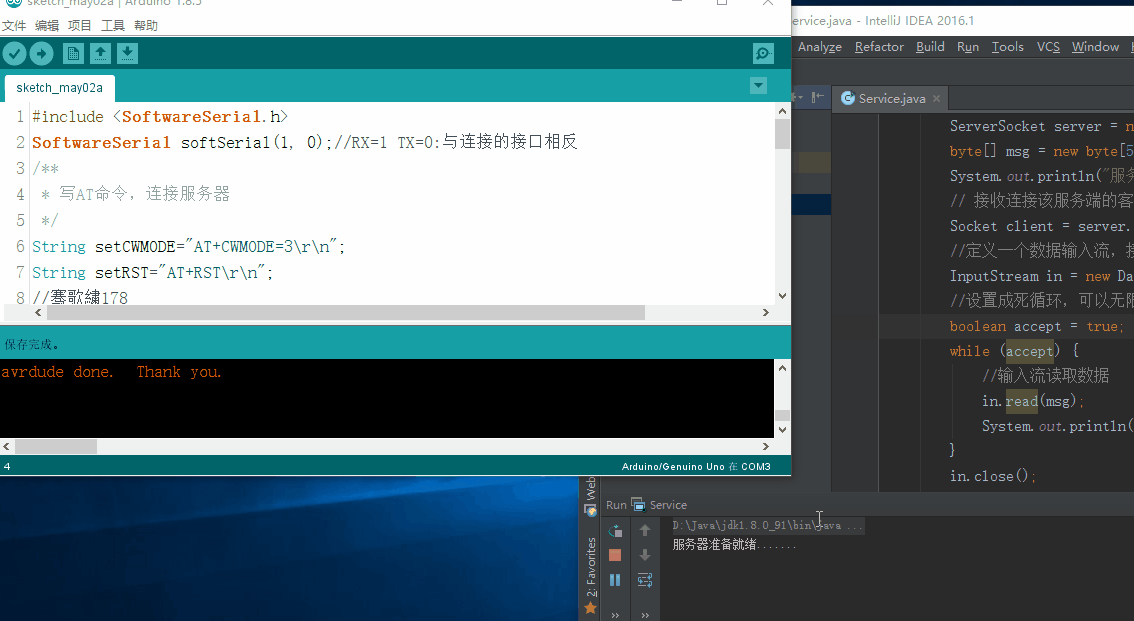 sketch_may02a | Arduino 1.8.5
文件 编辑 项目 工具 帮助
sketch_may02a
1 #include <SoftwareSerial.h>
2 SoftwareSerial softSerial(1, 0);//RX=1 TX=0:与连接的接口相反
3 /**
4 * 写AT命令，连接服务器
5 */
6 String setCWMODE="AT+CWMODE=3\r\n";
7 String setRST="AT+RST\r\n";
8 //骞歌繍178
保存完成。
avrdude done. Thank you.
4
Arduino/Genuino Uno 在 COM3
ervice.java - IntelliJ IDEA 2016.1
Analyze Refactor Build Run Tools VCS Window
Service.java
ServerSocket server = n
byte[] msg = new byte[5
System.out.println("服务
// 接收连接该服务端的客
Socket client = server.
//定义一个数据输入流，接
InputStream in = new Da
//设置成死循环，可以无限
boolean accept = true;
while (accept) {
//输入流读取数据
in.read(msg);
System.out.println(
}
in.close();
Web
2: Favorites
Run Service
D:\Java\jdk1.8.0_91\bin\java ...
服务器准备就绪.......